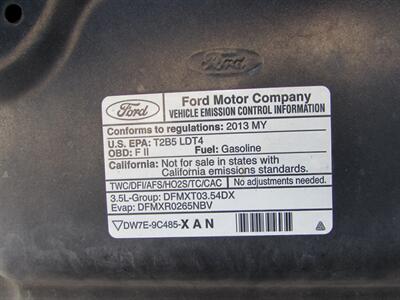 Ford
Ford
Ford Motor Company
VEHICLE EMISSION CONTROL INFORMATION
Conforms to regulations: 2013 MY
U.S. EPA: T2B5 LDT4
OBD: F II Fuel: Gasoline
California: Not for sale in states with
California emissions standards.
TWC/DFI/AFS/HO2S/TC/CAC No adjustments needed.
3.5L-Group: DFMXT03.54DX
Evap: DFMXR0265NBV
DW7E-9C485-XAN